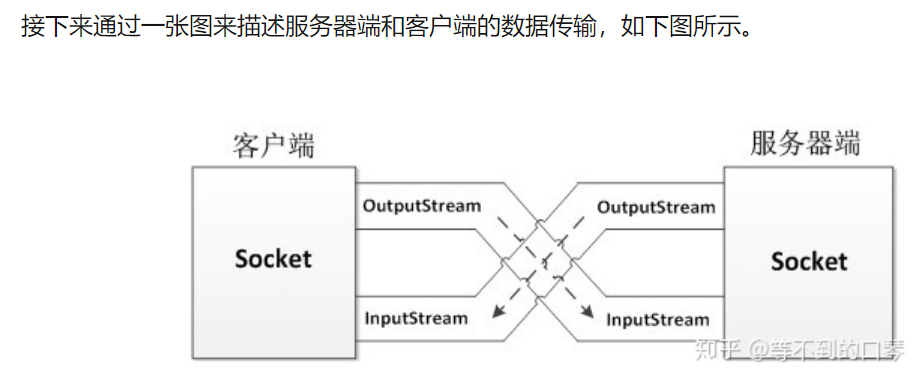 接下来通过一张图来描述服务器端和客户端的数据传输，如下图所示。
客户端
服务器端
OutputStream
OutputStream
Socket
Socket
InputStream
InputStream
知乎 @等不到的口琴